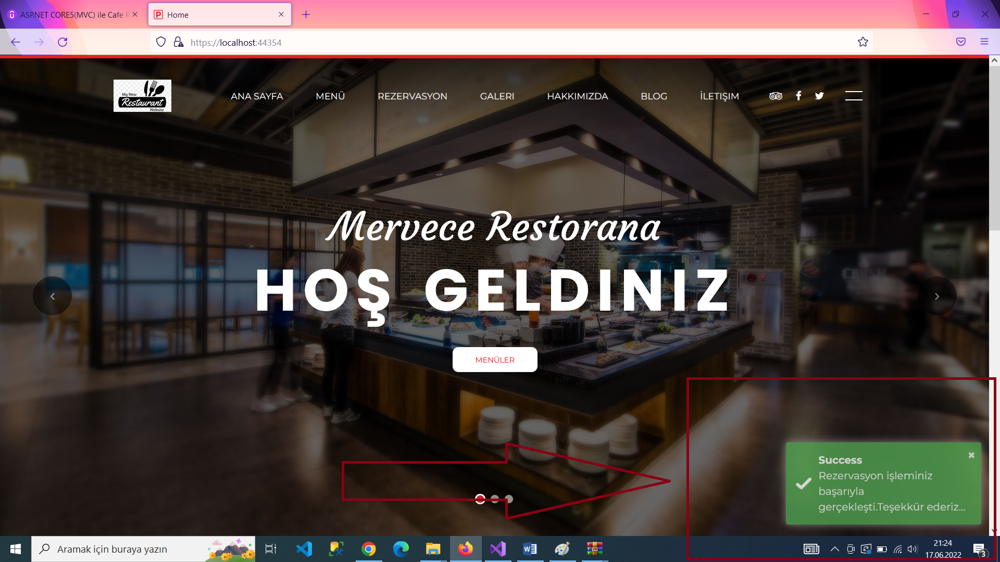 ASP.NET CORE5(MVC) ile Cafe R
Home
https://localhost:44354
My New
Restaurant
Website
ANA SAYFA
MENÜ
REZERVASYON
GALERI
HAKKIMIZDA
BLOG
İLETIŞIM
Mervece Restorana
HOŞ GELDINIZ
MENÜLER
CRUSH
Success
Rezervasyon işleminiz
başarıyla
gerçekleşti.Teşekkür ederiz...
Aramak için buraya yazın
21:24
17.06.2022
3